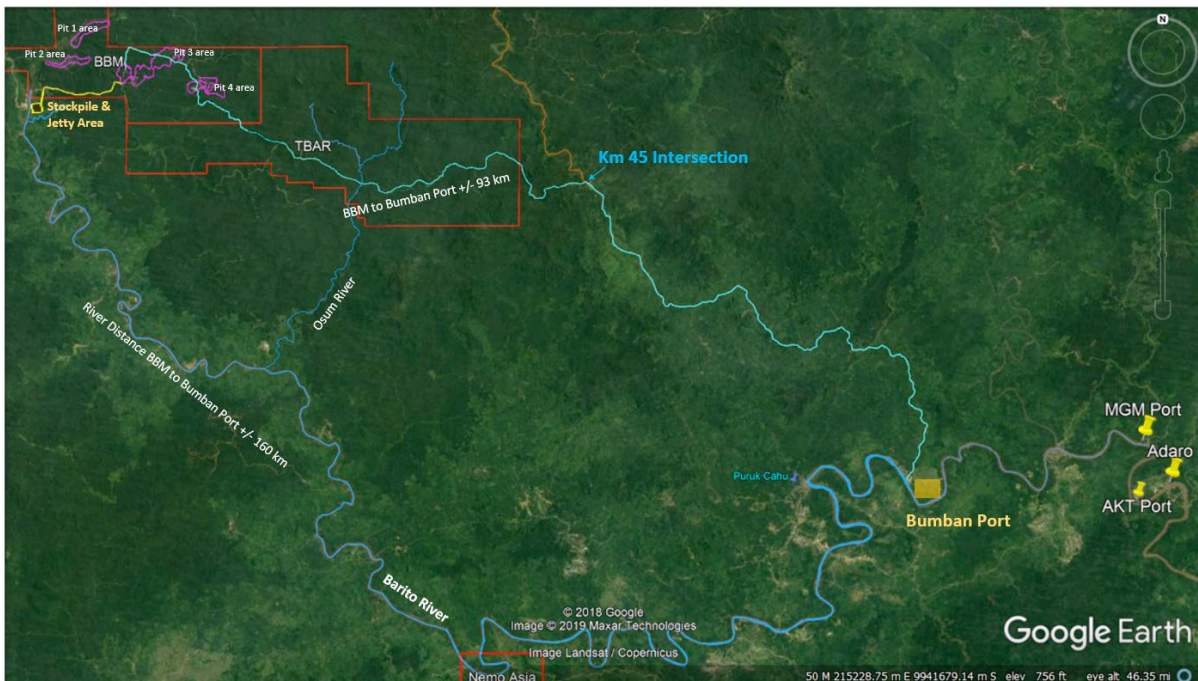 N
Pit 1 area
Pit 2 area
BBM
Pit 3 area
Pit 4 area
Stockpile &
Jetty Area
TBAR
Km 45 Intersection
BBM to Bumban Port +/- 93 km
Osum River
River Distance BBM to Bumban Port +/- 160 km
MGM Port
Adaro
AKT Port
Puruk Cahu
Bumban Port
Barito River
© 2018 Google
Image © 2019 Maxar Technologies
Image Landsat / Copernicus
Google Earth
Nemo Asia
50 M 215228.75 m E 9941679.14 m S elev 756 ft eye alt 46.35 mi